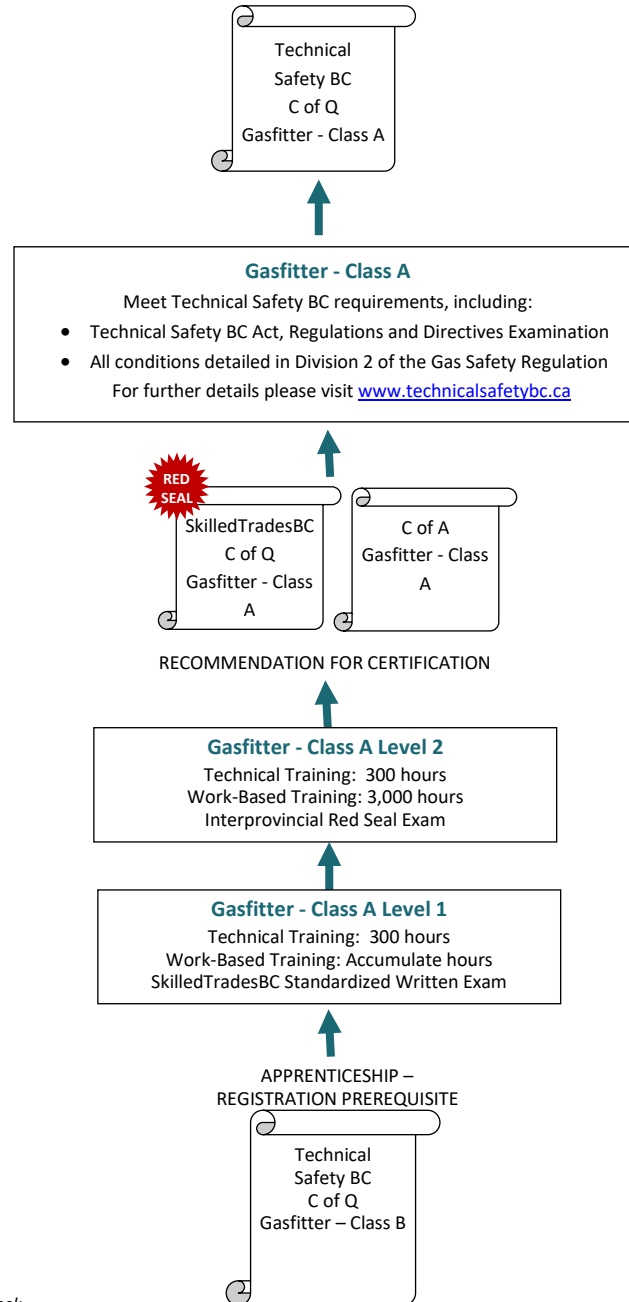 Technical
Safety BC
C of Q
Gasfitter - Class A
Gasfitter - Class A
Meet Technical Safety BC requirements, including:
• Technical Safety BC Act, Regulations and Directives Examination
• All conditions detailed in Division 2 of the Gas Safety Regulation
For further details please visit www.technicalsafetybc.ca
RED
SEAL
SkilledTradesBC
C of Q
Gasfitter - Class
A
C of A
Gasfitter - Class
A
RECOMMENDATION FOR CERTIFICATION
Gasfitter - Class A Level 2
Technical Training: 300 hours
Work-Based Training: 3,000 hours
Interprovincial Red Seal Exam
Gasfitter - Class A Level 1
Technical Training: 300 hours
Work-Based Training: Accumulate hours
SkilledTradesBC Standardized Written Exam
APPRENTICESHIP –
REGISTRATION PREREQUISITE
Technical
Safety BC
C of Q
Gasfitter – Class B